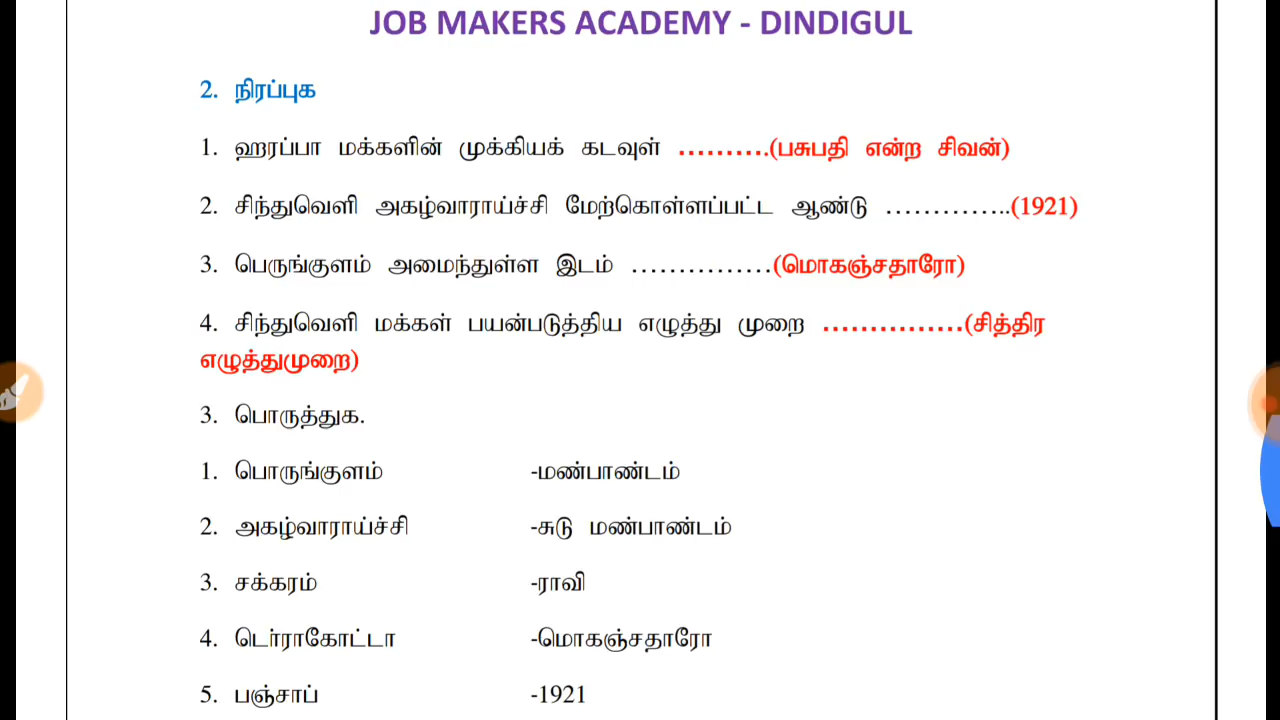 JOB MAKERS ACADEMY - DINDIGUL
2. நிரப்புக
1. ஹரப்பா மக்களின் முக்கியக் கடவுள் ……….(பசுபதி என்ற சிவன்)
2. சிந்துவெளி அகழ்வாராய்ச்சி மேற்கொள்ளப்பட்ட ஆண்டு …………..(1921)
3. பெருங்குளம் அமைந்துள்ள இடம் ……………(மொகஞ்சதாரோ)
4. சிந்துவெளி மக்கள் பயன்படுத்திய எழுத்து முறை ……………(சித்திர
எழுத்துமுறை)
3. பொருத்துக.
1. பொருங்குளம் -மண்பாண்டம்
2. அகழ்வாராய்ச்சி -சுடு மண்பாண்டம்
3. சக்கரம் -ராவி
4. டெர்ராகோட்டா -மொகஞ்சதாரோ
5. பஞ்சாப் -1921